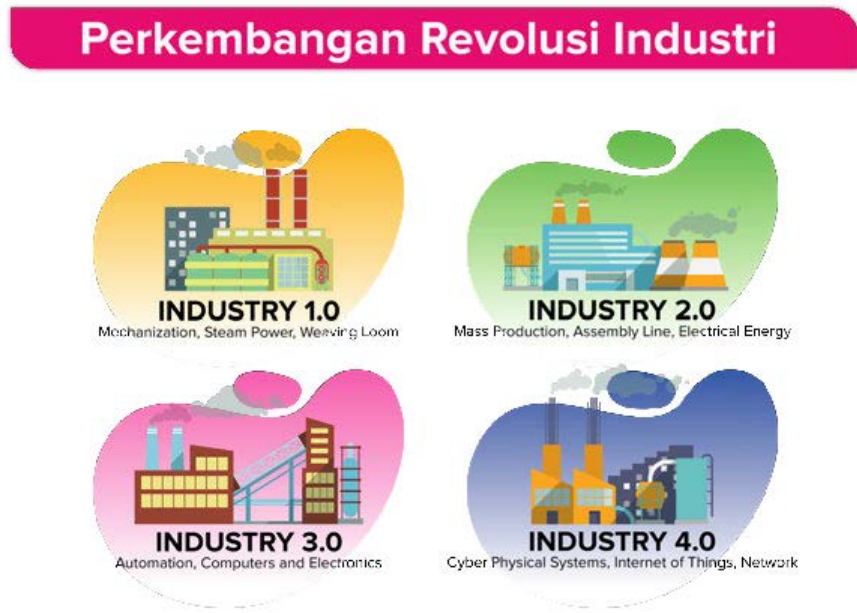 Perkembangan Revolusi Industri
INDUSTRY 1.0
Mechanization, Steam Power, Weaving Loom
INDUSTRY 2.0
Mass Production, Assembly Line, Electrical Energy
INDUSTRY 3.0
Automation, Computers and Electronics
INDUSTRY 4.0
Cyber Physical Systems, Internet of Things, Network